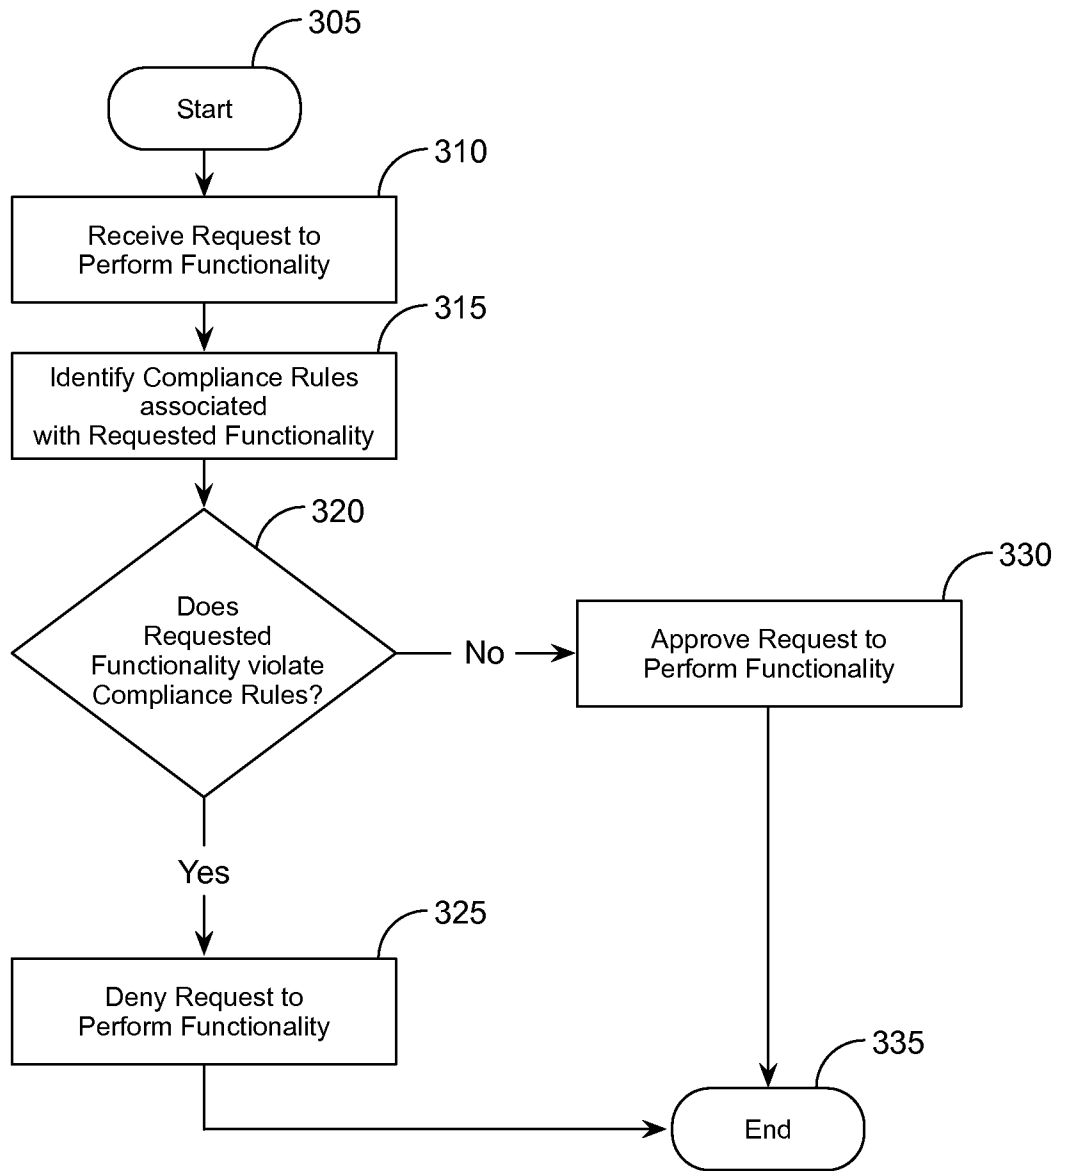 305
Start
310
Receive Request to
Perform Functionality
315
Identify Compliance Rules
associated
with Requested Functionality
320
Does
Requested
Functionality violate
Compliance Rules?
No
330
Approve Request to
Perform Functionality
Yes
325
Deny Request to
Perform Functionality
335
End